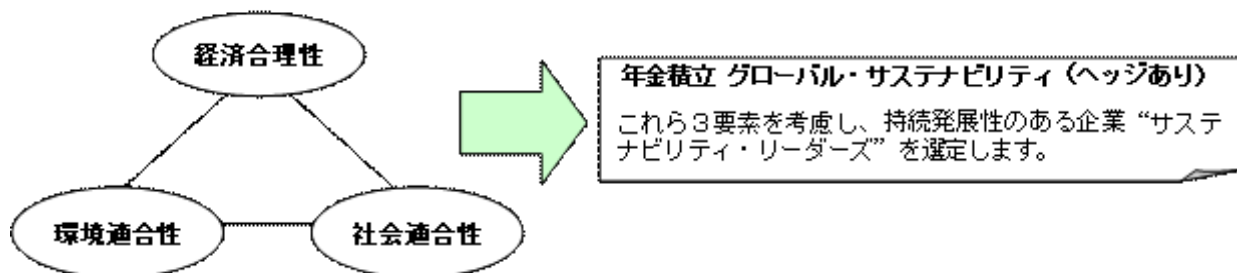 経済合理性
環境適合性
社会適合性
年金積立 グローバル・サステナビリティ（ヘッジあり）
これら３要素を考慮し、持続発展性のある企業“サステ
ナビリティ・リーダーズ”を選定します。